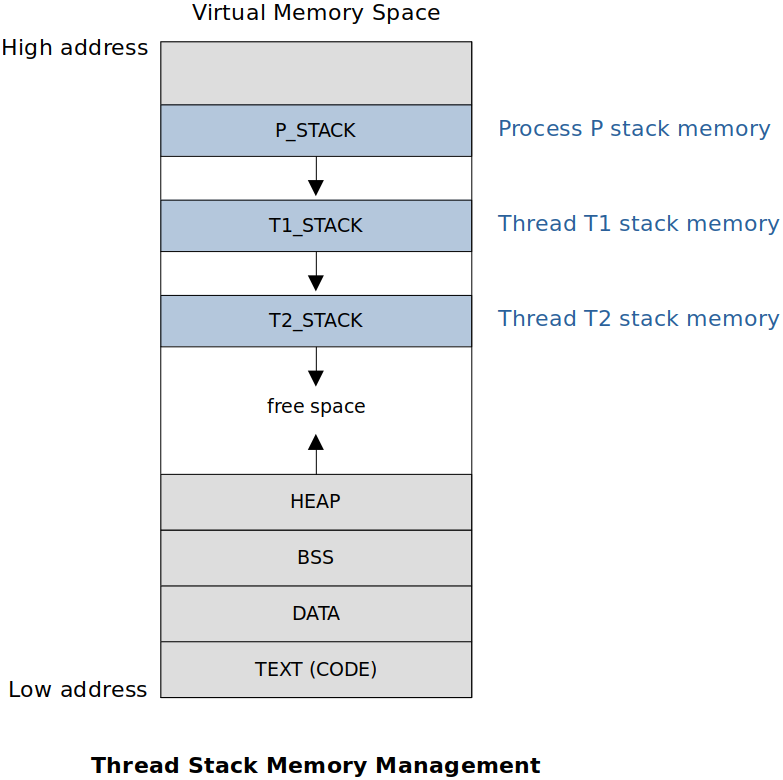 Virtual Memory Space
High address
P_STACK
Process P stack memory
T1_STACK
Thread T1 stack memory
T2_STACK
Thread T2 stack memory
free space
HEAP
BSS
DATA
TEXT (CODE)
Low address
Thread Stack Memory Management